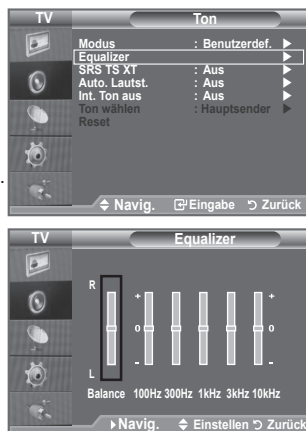 TV Ton
Modus : Benutzerdef.
Equalizer
SRS TS XT : Aus
Auto. Lautst. : Aus
Int. Ton aus : Aus
Ton wählen : Hauptsender
Reset
Navig. Eingabe Zurück
TV Equalizer
R
+ +
0 0
- -
L
Balance 100Hz 300Hz 1kHz 3kHz 10kHz
Navig. Einstellen Zurück